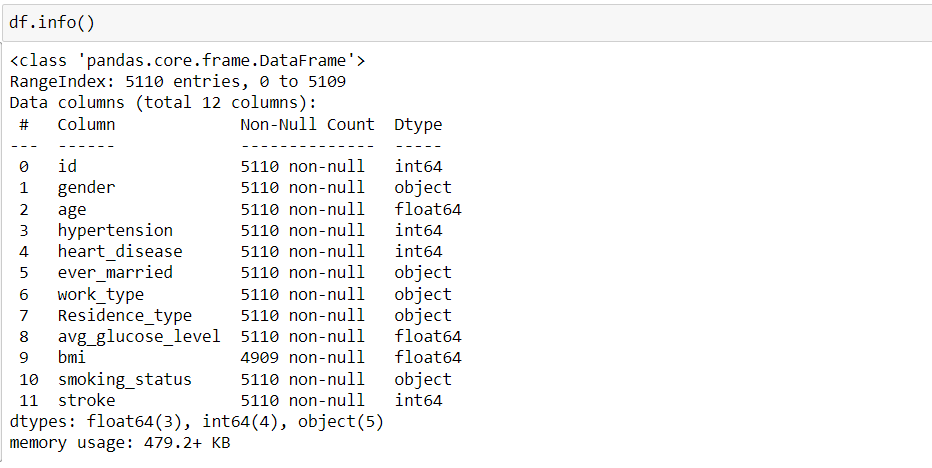 df.info()
<class 'pandas.core.frame.DataFrame'>
RangeIndex: 5110 entries, 0 to 5109
Data columns (total 12 columns):
 #   Column             Non-Null Count  Dtype
---  ------             --------------  -----
 0   id                 5110 non-null   int64
 1   gender             5110 non-null   object
 2   age                5110 non-null   float64
 3   hypertension       5110 non-null   int64
 4   heart_disease      5110 non-null   int64
 5   ever_married       5110 non-null   object
 6   work_type          5110 non-null   object
 7   Residence_type     5110 non-null   object
 8   avg_glucose_level  5110 non-null   float64
 9   bmi                4909 non-null   float64
 10  smoking_status     5110 non-null   object
 11  stroke             5110 non-null   int64
dtypes: float64(3), int64(4), object(5)
memory usage: 479.2+ KB